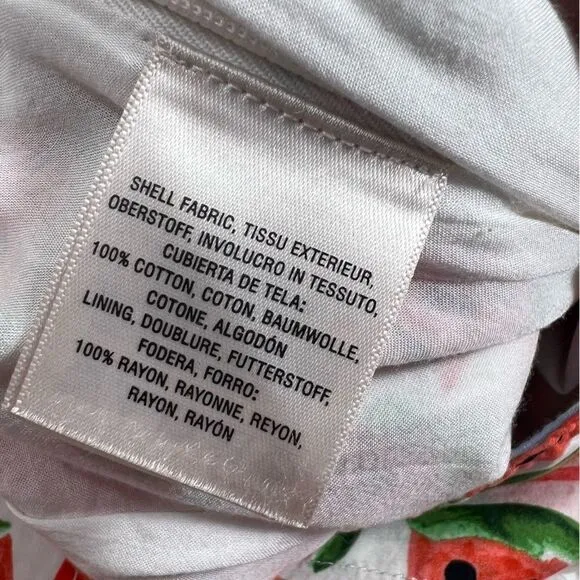 SHELL FABRIC, TISSU EXTERIEUR,
OBERSTOFF, INVOLUCRO IN TESSUTO,
CUBIERTA DE TELA:
100% COTTON, COTON, BAUMWOLLE,
COTONE, ALGODÓN
LINING, DOUBLURE, FUTTERSTOFF,
FODERA, FORRO:
100% RAYON, RAYONNE, REYON,
RAYON, RAYÓN